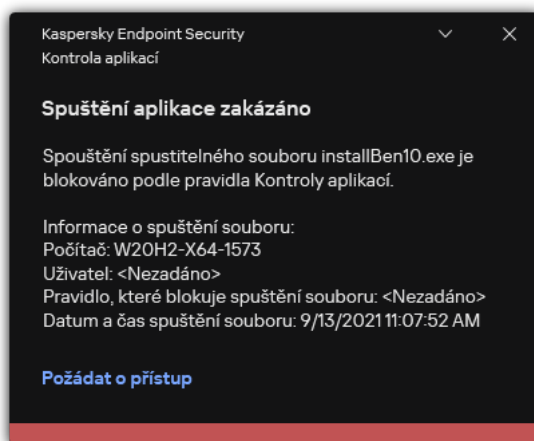 Kaspersky Endpoint Security
Kontrola aplikací
Spuštění aplikace zakázáno
Spouštění spustitelného souboru installBen10.exe je
blokováno podle pravidla Kontroly aplikací.
Informace o spuštění souboru:
Počítač: W20H2-X64-1573
Uživatel: <Nezadáno>
Pravidlo, které blokuje spuštění souboru: <Nezadáno>
Datum a čas spuštění souboru: 9/13/2021 11:07:52 AM
Požádat o přístup